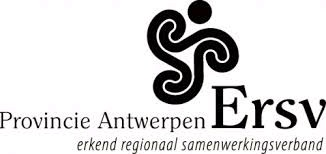 Provincie Antwerpen Ersv
erkend regionaal samenwerkingsverband